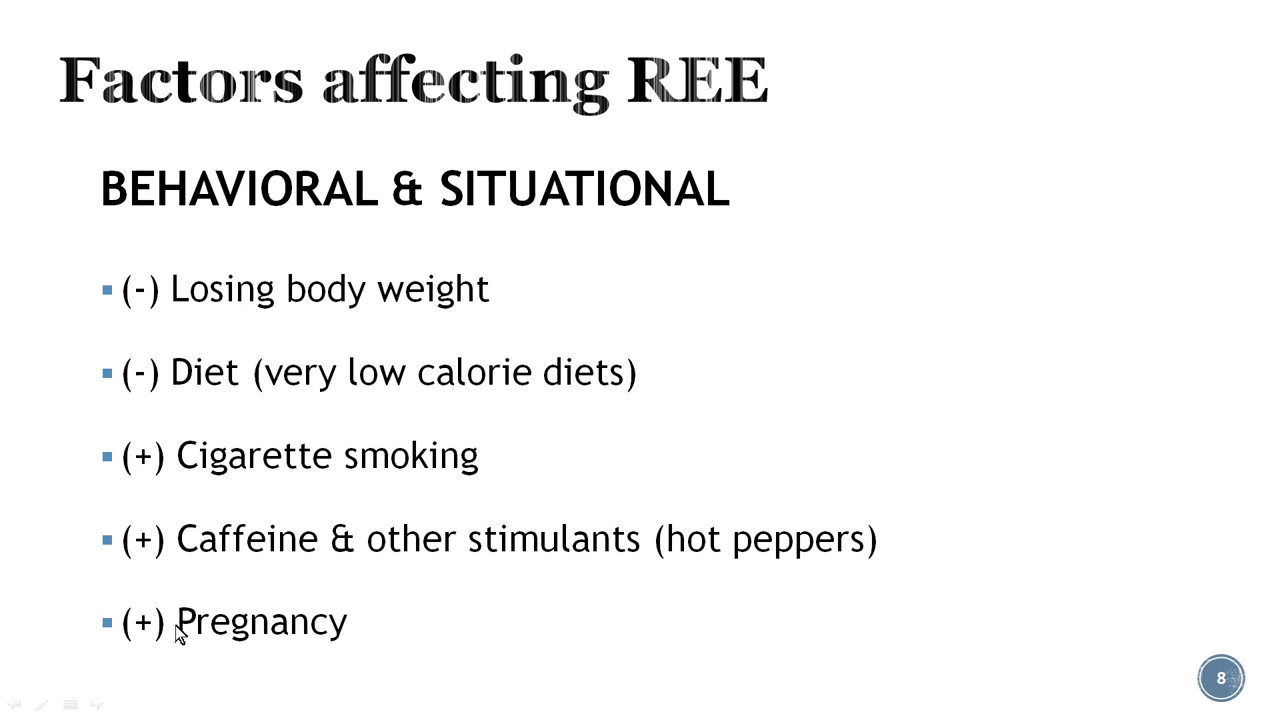 Factors affecting REE
BEHAVIORAL & SITUATIONAL
▪ (-) Losing body weight
▪ (-) Diet (very low calorie diets)
▪ (+) Cigarette smoking
▪ (+) Caffeine & other stimulants (hot peppers)
▪ (+) Pregnancy
8